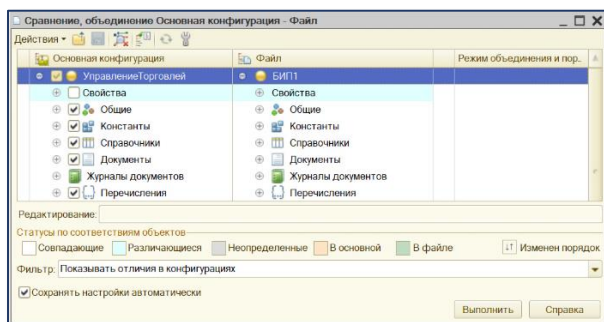 Сравнение, объединение Основная конфигурация - Файл
Действия
Основная конфигурация Файл Режим объединения и пор..
УправлениеТорговлей БИП1
Свойства Свойства
Общие Общие
Константы Константы
Справочники Справочники
Документы Документы
Журналы документов Журналы документов
Перечисления Перечисления
Редактирование:
Статусы по соответствиям объектов
Совпадающие Различающиеся Неопределенные В основной В файле Изменен порядок
Фильтр: Показывать отличия в конфигурациях
Сохранять настройки автоматически
Выполнить Справка